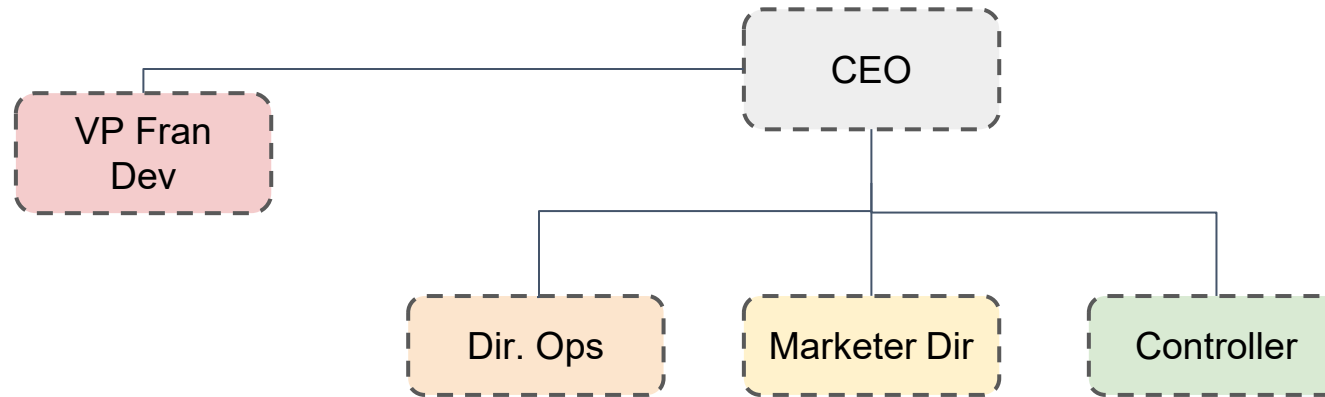 CEO
VP Fran
Dev
Dir. Ops
Marketer Dir
Controller